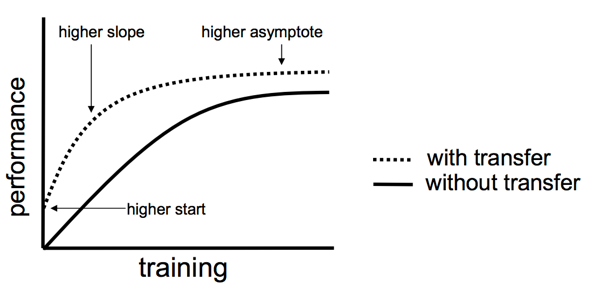 higher slope
higher asymptote
performance
higher start
training
with transfer
without transfer